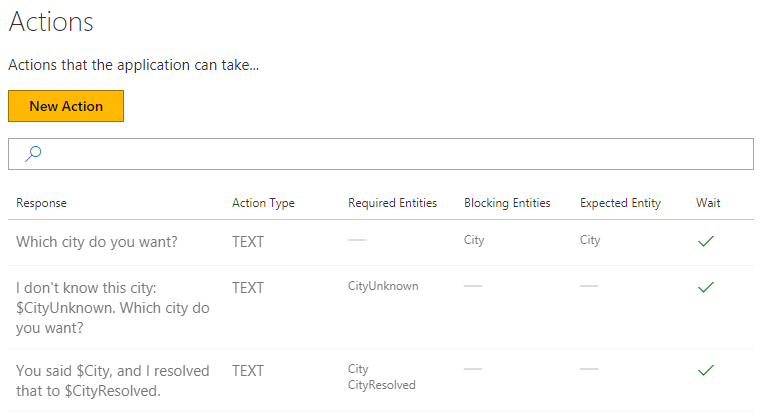 Actions
Actions that the application can take...
New Action
Response Action Type Required Entities Blocking Entities Expected Entity Wait
Which city do you want? TEXT — City City
I don't know this city: TEXT CityUnknown — —
$CityUnknown. Which city do
you want?
You said $City, and I resolved TEXT City — —
that to $CityResolved. CityResolved